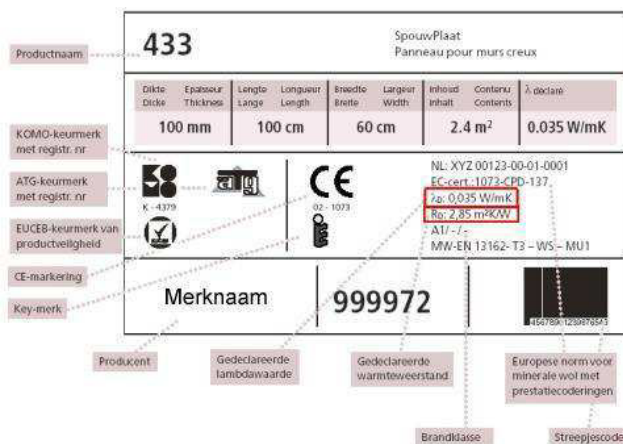 433
SpouwPlaat
Panneau pour murs creux
Productnaam
Dikte Epaisseur
Dicke Thickness
Lengte Longueur
Lange Length
Breedte Largeur
Breite Width
Inhoud Contenu
Inhalt Contents
λ declaré
100 mm
100 cm
60 cm
2.4 m²
0.035 W/mK
KOMO-keurmerk
met registr. nr
ATG-keurmerk
met registr. nr
EUCEB-keurmerk van
productveiligheid
CE-markering
Key-merk
K - 4379
atg
CE
02 - 1073
NL: XYZ 00123-00-01-0001
EC-cert.:1073-CPD-137
λD: 0,035 W/mK
RD: 2,85 m²K/W
A1/ - / -
MW-EN 13162- T3 – WS – MU1
Merknaam
999972
Producent
Gedeclareerde
lambdawaarde
Gedeclareerde
warmteweerstand
Europese norm voor
minerale wol met
prestatiecoderingen
Brandklasse
Streepjescode